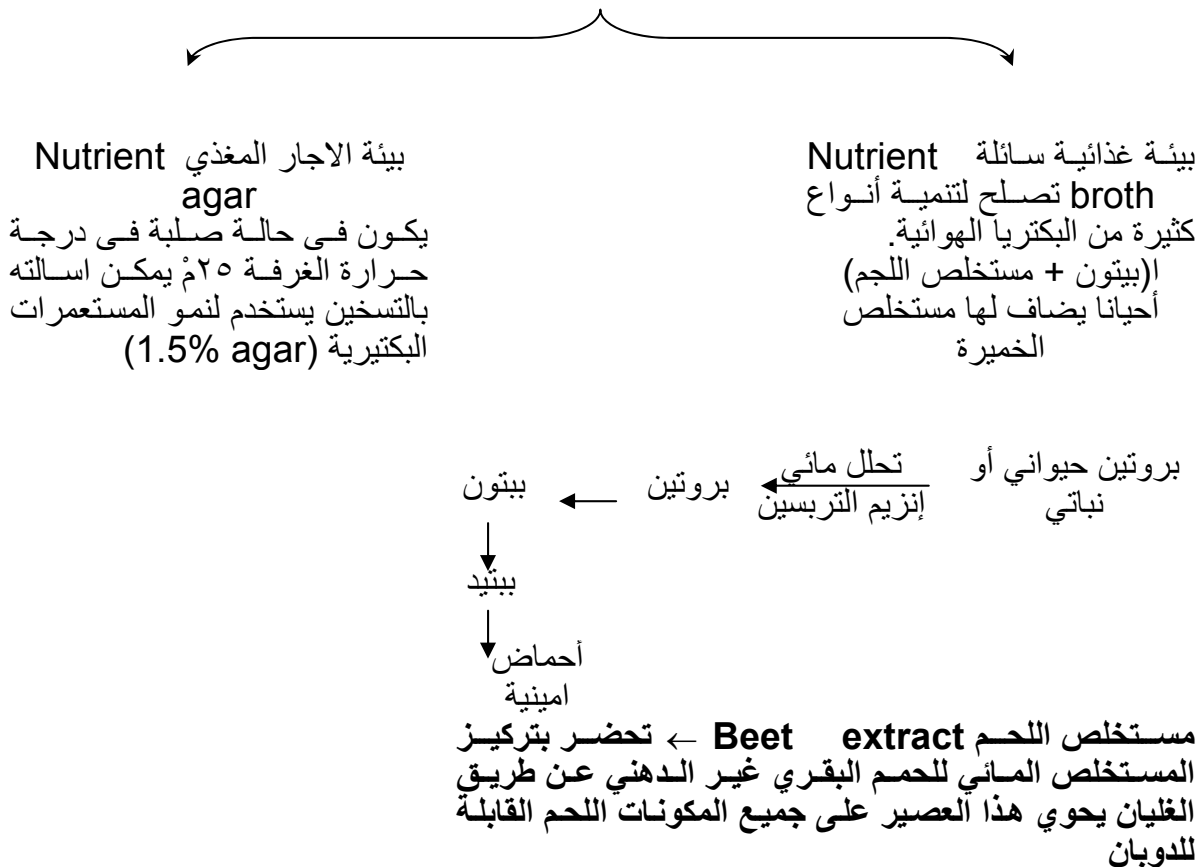 بيئة غذائية سائلة Nutrient
broth تصلح لتنمية أنواع
كثيرة من البكتريا الهوائية.
ا(بيتون + مستخلص اللجم)
أحيانا يضاف لها مستخلص
الخميرة
بيئة الاجار المغذي Nutrient
agar
يكون فى حالة صلبة فى درجة
حرارة الغرفة ٢٥مْ يمكن اسالته
بالتسخين يستخدم لنمو المستعمرات
البكتيرية (1.5% agar)
بروتين حيواني أو
نباتي
تحلل مائي
إنزيم التربسين
بروتين
ببتون
ببتيد
أحماض
امينية
مستخلص اللحم Beet extract ← تحضر بتركيز
المستخلص المائي للحمم البقري غير الدهني عن طريق
الغليان يحوي هذا العصير على جميع المكونات اللحم القابلة
للدوبان